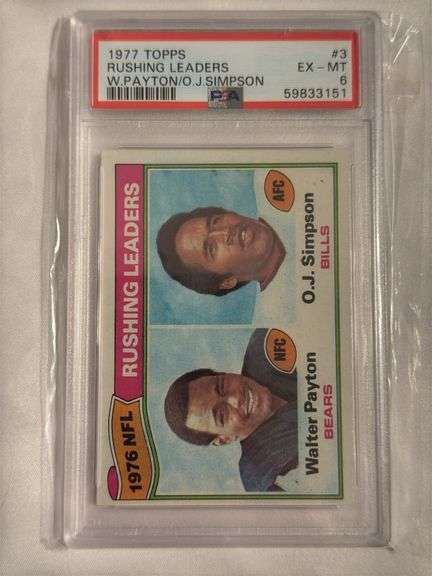 1977 TOPPS #3
RUSHING LEADERS EX - MT
W.PAYTON/O.J.SIMPSON 6
PSA 59833151
1976 NFL RUSHING LEADERS
NFC AFC
Walter Payton O.J. Simpson
BEARS BILLS